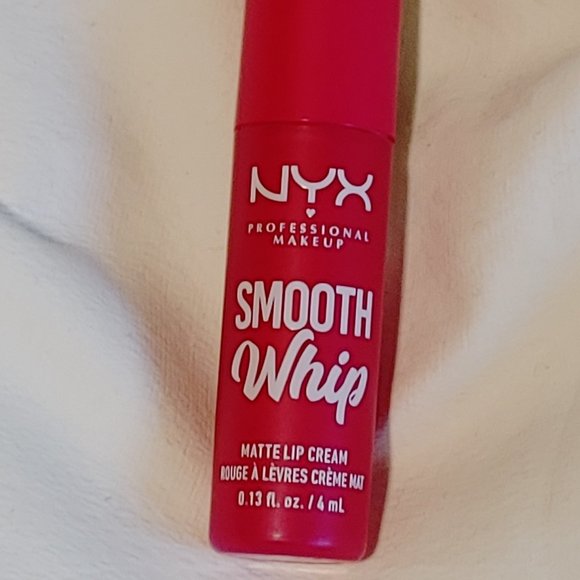 NYX
PROFESSIONAL
MAKEUP
SMOOTH
Whip
MATTE LIP CREAM
ROUGE À LÈVRES CRÈME MAT
0.13 fl. oz. / 4 mL